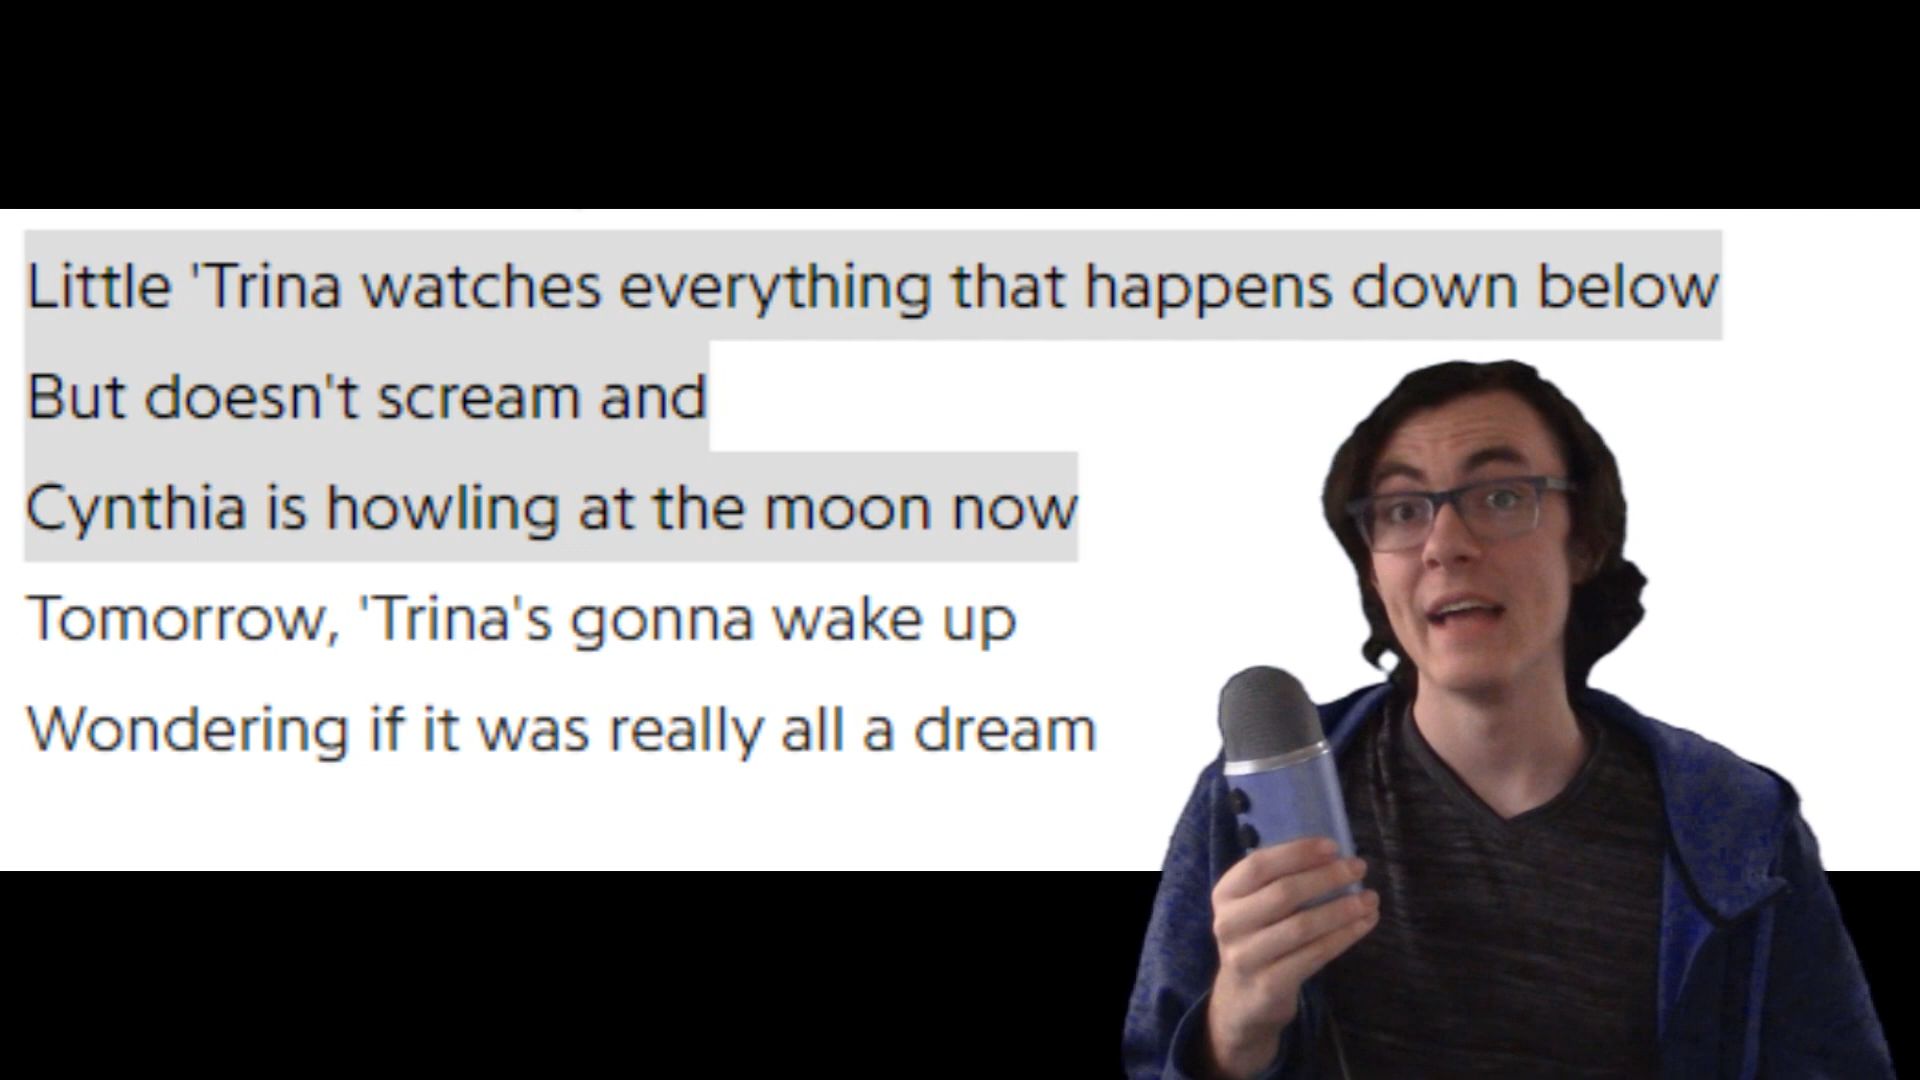 Little 'Trina watches everything that happens down below
But doesn't scream and
Cynthia is howling at the moon now
Tomorrow, 'Trina's gonna wake up
Wondering if it was really all a dream